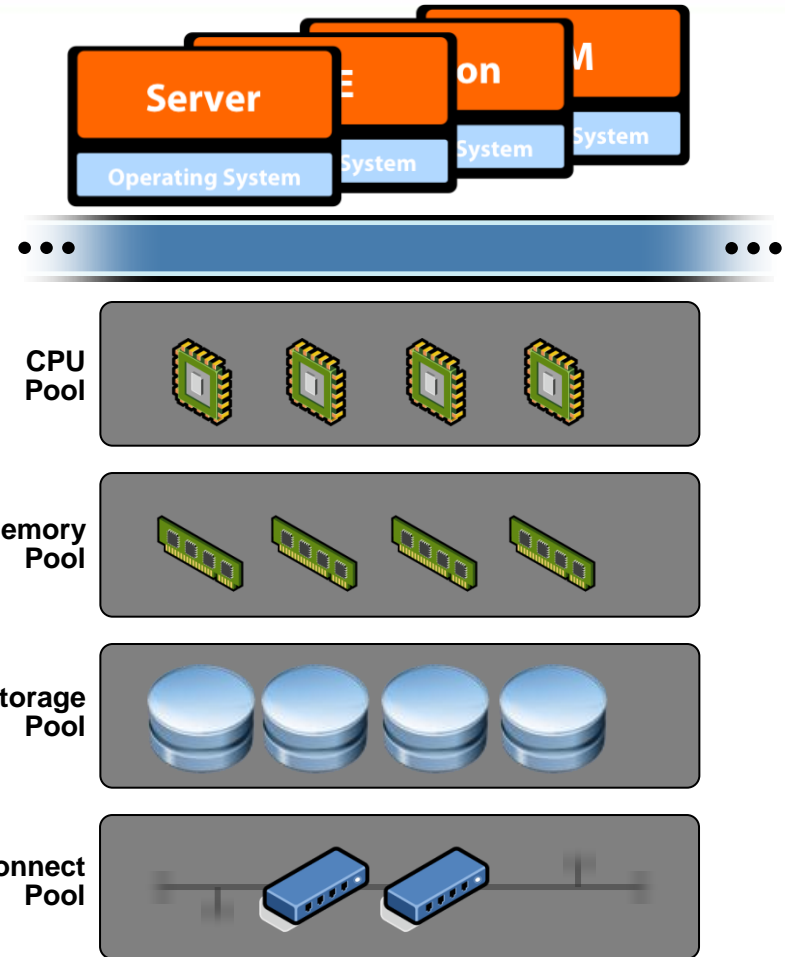 Server
E
on
M
Operating System
System
System
System
CPU
Pool
emory
Pool
torage
Pool
onnect
Pool